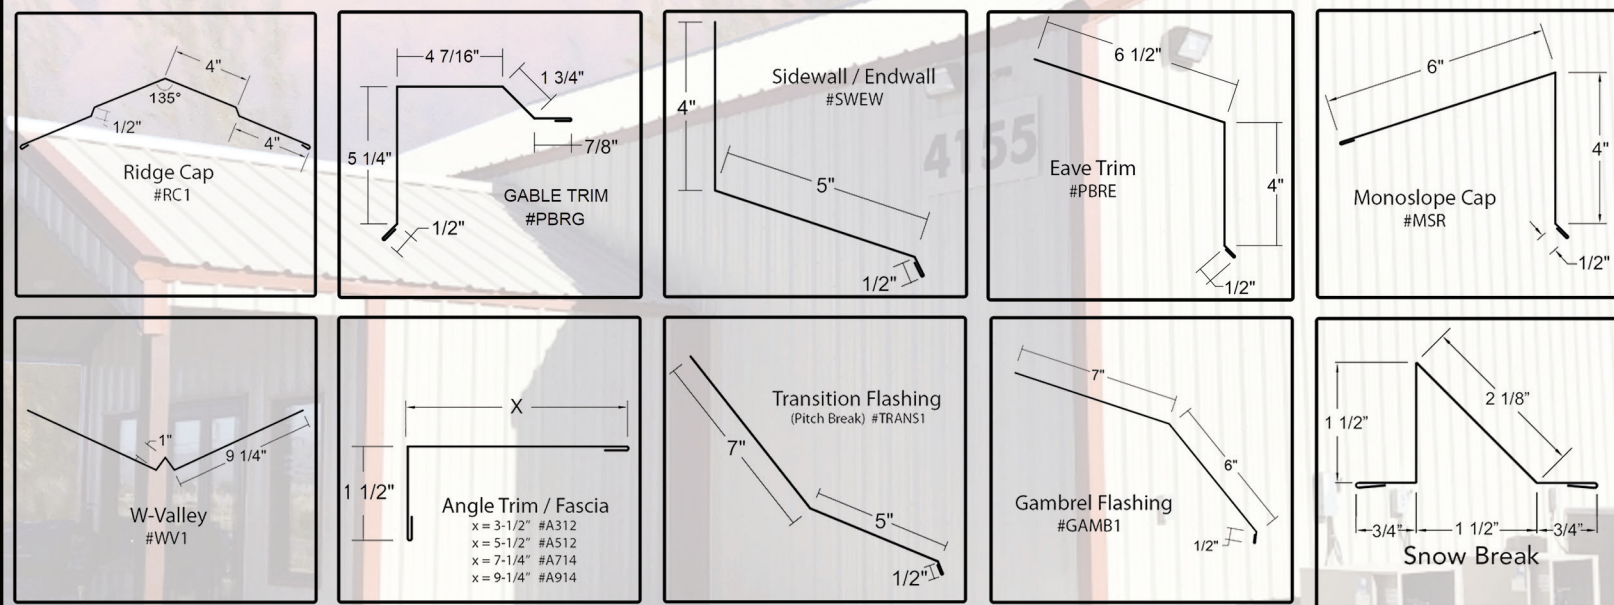 4"
135°
1/2"
4"
Ridge Cap
#RC1
4 7/16"
1 3/4"
5 1/4"
7/8"
GABLE TRIM
#PBRG
1/2"
Sidewall / Endwall
#SWEW
4"
5"
1/2"
4155
6 1/2"
Eave Trim
#PBRE
4"
1/2"
6"
4"
Monoslope Cap
#MSR
1/2"
1"
9 1/4"
W-Valley
#WV1
X
1 1/2"
Angle Trim / Fascia
x = 3-1/2" #A312
x = 5-1/2" #A512
x = 7-1/4" #A714
x = 9-1/4" #A914
Transition Flashing
(Pitch Break) #TRANS1
7"
5"
1/2"
7"
6"
Gambrel Flashing
#GAMB1
1/2"
2 1/8"
1 1/2"
3/4" 1 1/2" 3/4"
Snow Break